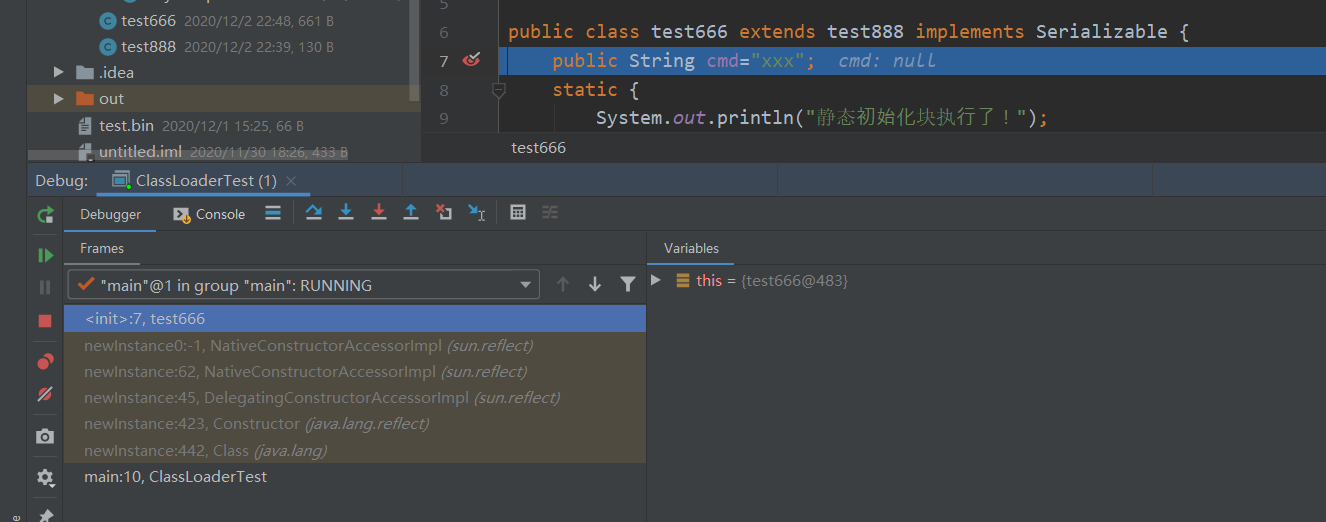 test666 2020/12/2 22:48, 661 B
test888 2020/12/2 22:39, 130 B
.idea
out
test.bin 2020/12/1 15:25, 66 B
untitled.iml 2020/11/30 18:26, 433 B
5
6 public class test666 extends test888 implements Serializable {
7 public String cmd="xxx"; cmd: null
8 static {
9 System.out.println("静态初始化块执行了！");
test666
Debug: ClassLoaderTest (1)
Debugger Console
Frames
"main"@1 in group "main": RUNNING
<init>:7, test666
newInstance0:-1, NativeConstructorAccessorImpl (sun.reflect)
newInstance:62, NativeConstructorAccessorImpl (sun.reflect)
newInstance:45, DelegatingConstructorAccessorImpl (sun.reflect)
newInstance:423, Constructor (java.lang.reflect)
newInstance:442, Class (java.lang)
main:10, ClassLoaderTest
Variables
this = {test666@483}